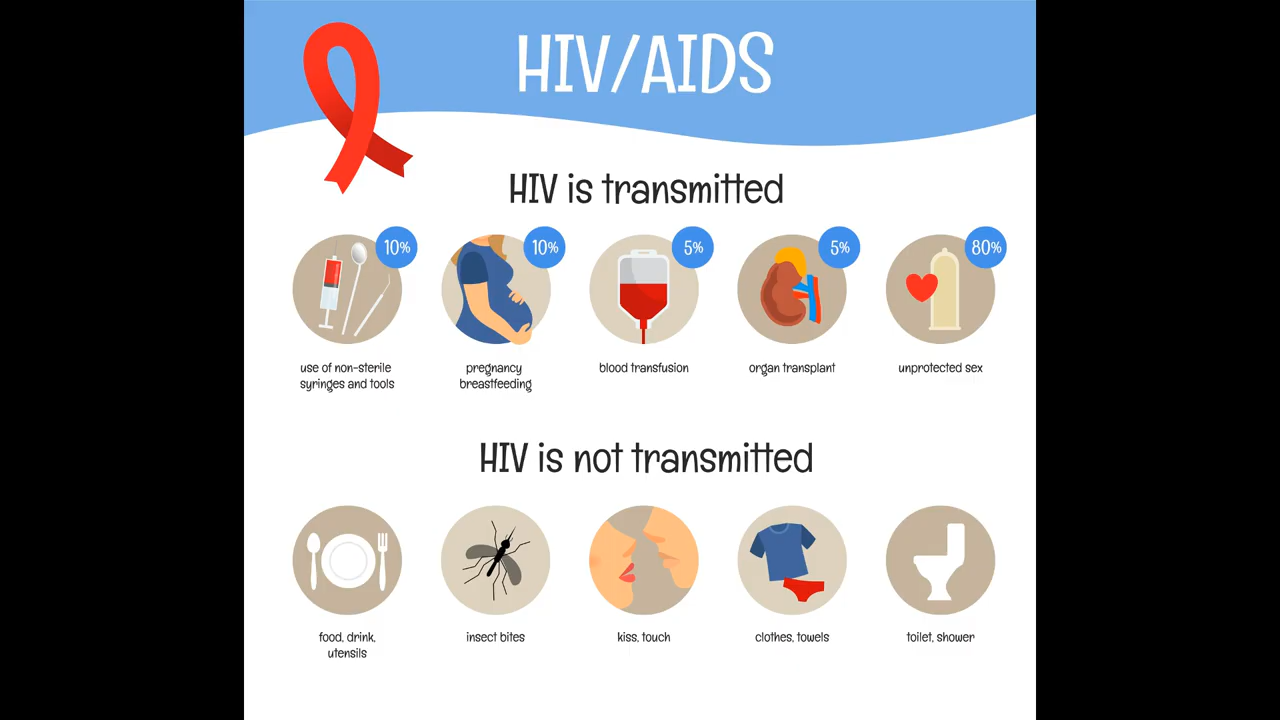 HIV/AIDS
HIV is transmitted
10%
10%
5%
5%
80%
use of non-sterile
syringes and tools
pregnancy
breastfeeding
blood transfusion
organ transplant
unprotected sex
HIV is not transmitted
food, drink,
utensils
insect bites
kiss, touch
clothes, towels
toilet, shower